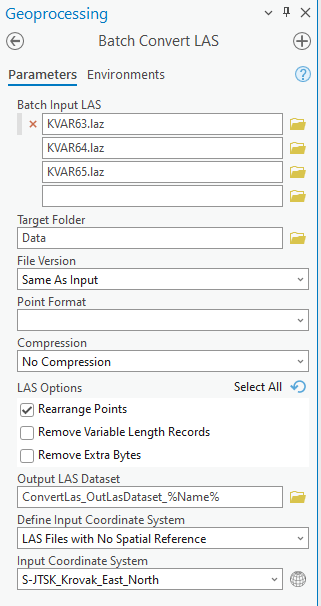 Geoprocessing
Batch Convert LAS
Parameters Environments
Batch Input LAS
KVAR63.laz
KVAR64.laz
KVAR65.laz
Target Folder
Data
File Version
Same As Input
Point Format
Compression
No Compression
LAS Options Select All
Rearrange Points
Remove Variable Length Records
Remove Extra Bytes
Output LAS Dataset
ConvertLas_OutLasDataset_%Name%
Define Input Coordinate System
LAS Files with No Spatial Reference
Input Coordinate System
S-JTSK_Krovak_East_North